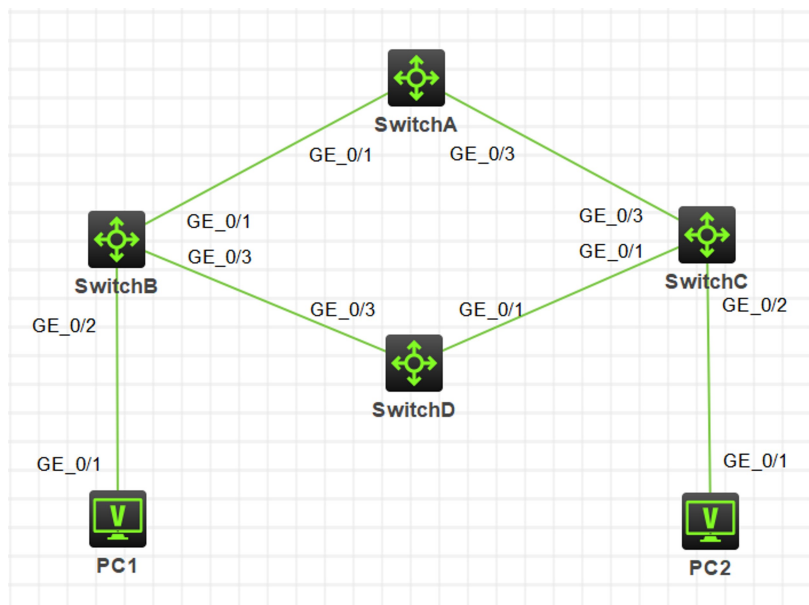 SwitchA
GE_0/1
GE_0/3
GE_0/1
GE_0/3
GE_0/3
GE_0/1
SwitchB
SwitchC
GE_0/2
GE_0/3
GE_0/1
GE_0/2
SwitchD
GE_0/1
GE_0/1
V
V
PC1
PC2